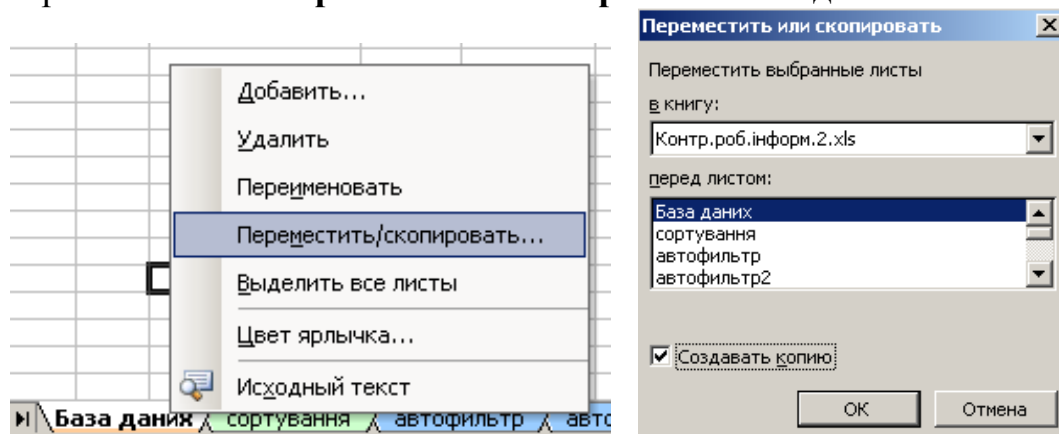 Добавить...
Удалить
Переименовать
Переместить/скопировать...
Выделить все листы
Цвет ярлычка...
Исходный текст
База даних сортування автофильтр авто
Переместить или скопировать
Переместить выбранные листы
в книгу:
Контр.роб.інформ.2.xls
перед листом:
База даних
сортування
автофильтр
автофильтр2
Создавать копию
ОК Отмена